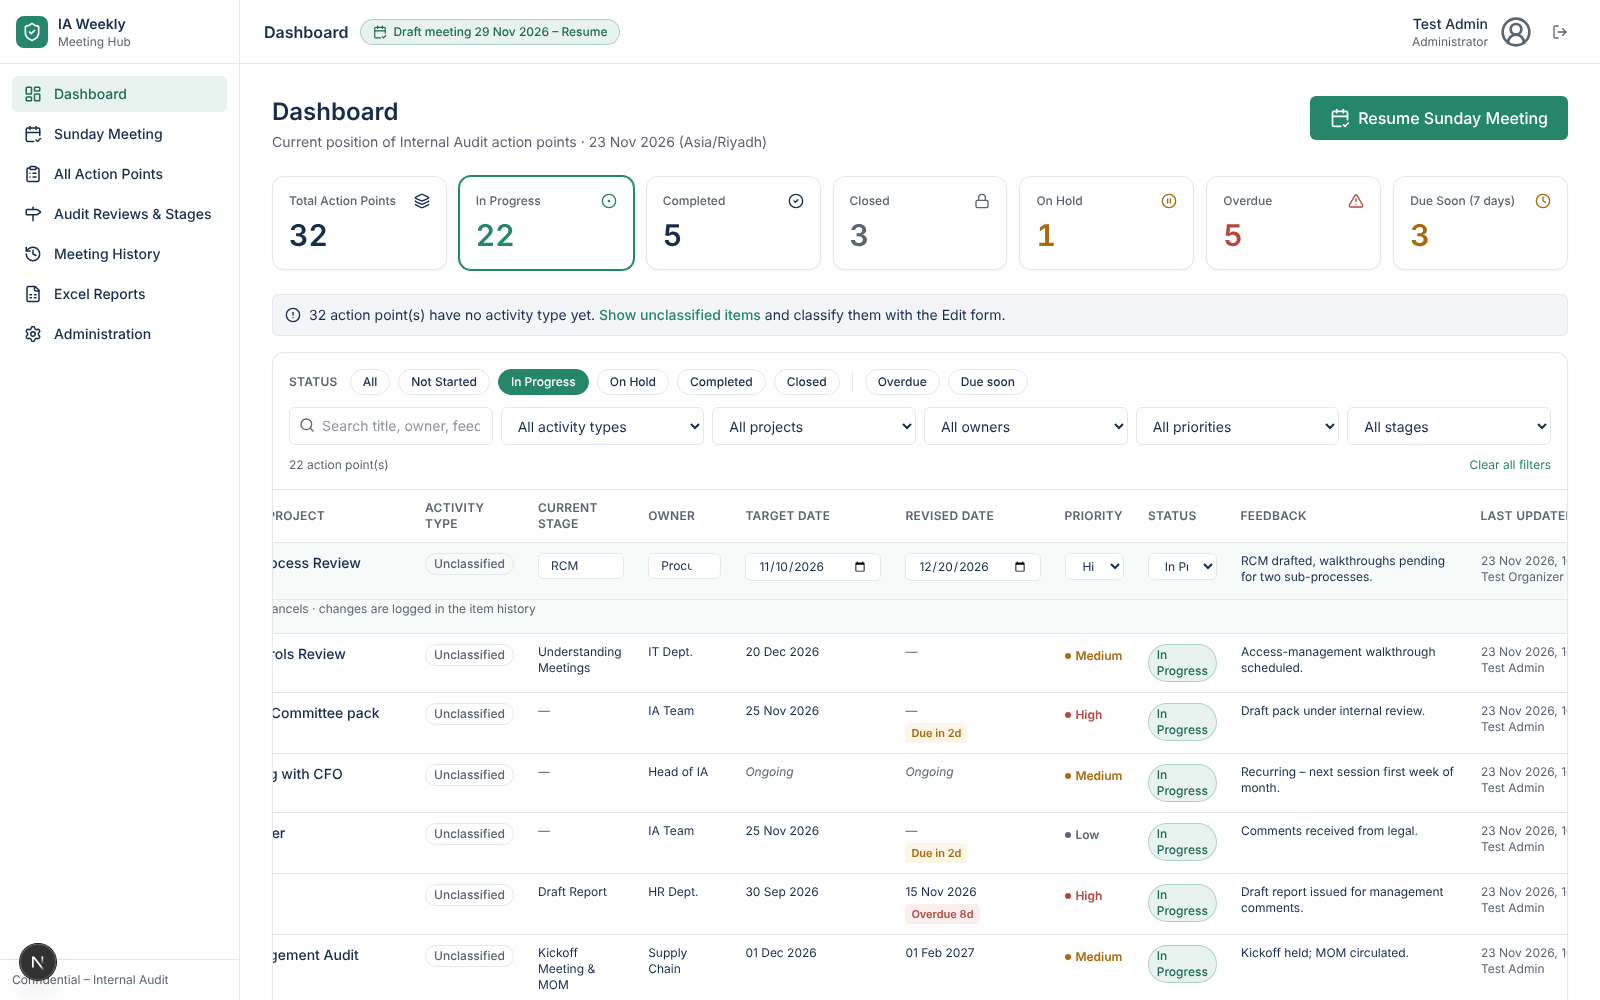 IA Weekly
Meeting Hub
Dashboard
Draft meeting 29 Nov 2026 – Resume
Test Admin
Administrator
Dashboard
Sunday Meeting
All Action Points
Audit Reviews & Stages
Meeting History
Excel Reports
Administration
Dashboard
Current position of Internal Audit action points · 23 Nov 2026 (Asia/Riyadh)
Resume Sunday Meeting
Total Action Points
32
In Progress
22
Completed
5
Closed
3
On Hold
1
Overdue
5
Due Soon (7 days)
3
32 action point(s) have no activity type yet. Show unclassified items and classify them with the Edit form.
STATUS All Not Started In Progress On Hold Completed Closed Overdue Due soon
Search title, owner, feec All activity types All projects All owners All priorities All stages
22 action point(s) Clear all filters
PROJECT ACTIVITY TYPE CURRENT STAGE OWNER TARGET DATE REVISED DATE PRIORITY STATUS FEEDBACK LAST UPDATE
ocess Review Unclassified RCM Procu 11/10/2026 12/20/2026 Hi In Pr RCM drafted, walkthroughs pending for two sub-processes. 23 Nov 2026, 1 Test Organizer
ancels · changes are logged in the item history
rols Review Unclassified Understanding Meetings IT Dept. 20 Dec 2026 — Medium In Progress Access-management walkthrough scheduled. 23 Nov 2026, 1 Test Admin
Committee pack Unclassified — IA Team 25 Nov 2026 — Due in 2d High In Progress Draft pack under internal review. 23 Nov 2026, 1 Test Admin
g with CFO Unclassified — Head of IA Ongoing Ongoing Medium In Progress Recurring – next session first week of month. 23 Nov 2026, 1 Test Admin
er Unclassified — IA Team 25 Nov 2026 — Due in 2d Low In Progress Comments received from legal. 23 Nov 2026, 1 Test Admin
Unclassified Draft Report HR Dept. 30 Sep 2026 15 Nov 2026 Overdue 8d High In Progress Draft report issued for management comments. 23 Nov 2026, 1 Test Admin
gement Audit Unclassified Kickoff Meeting & MOM Supply Chain 01 Dec 2026 01 Feb 2027 Medium In Progress Kickoff held; MOM circulated. 23 Nov 2026, 1 Test Admin
N
Confidential – Internal Audit